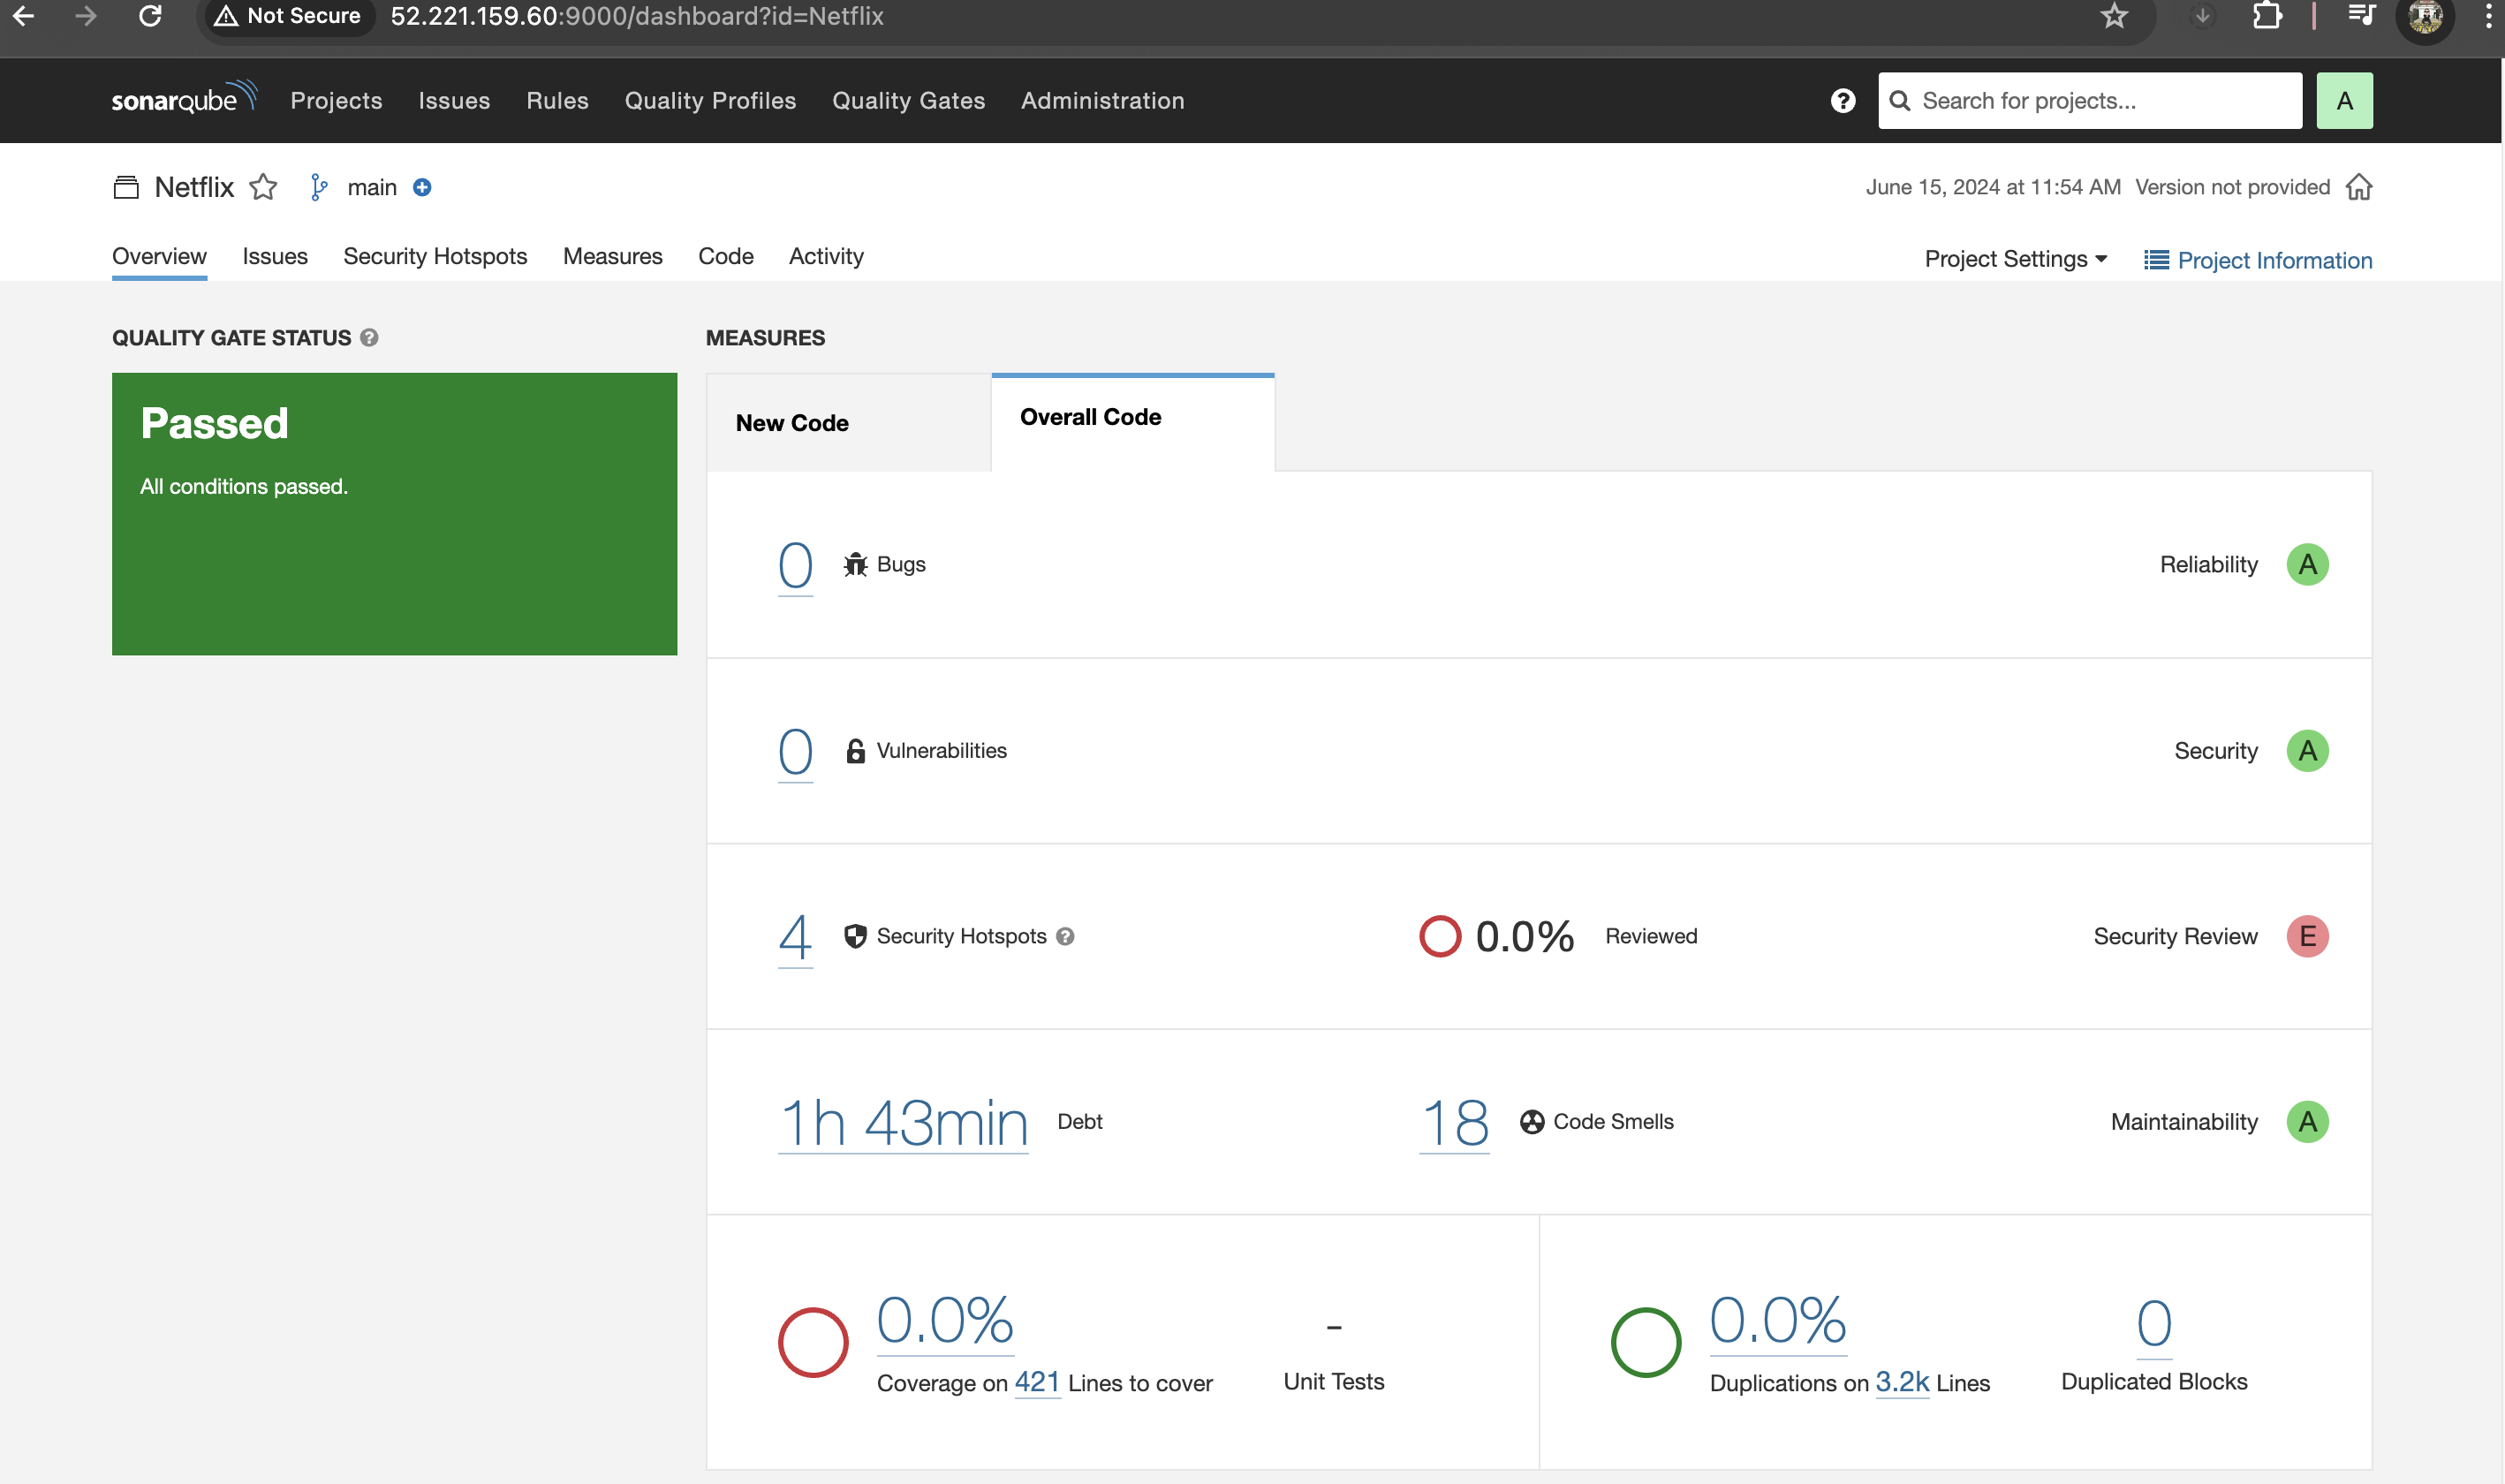 Not Secure 52.221.159.60:9000/dashboard?id=Netflix
sonarqube Projects Issues Rules Quality Profiles Quality Gates Administration Search for projects... A
Netflix main June 15, 2024 at 11:54 AM Version not provided
Overview Issues Security Hotspots Measures Code Activity Project Settings Project Information
QUALITY GATE STATUS
Passed
All conditions passed.
MEASURES
New Code Overall Code
0 Bugs Reliability A
0 Vulnerabilities Security A
4 Security Hotspots 0.0% Reviewed Security Review E
1h 43min Debt 18 Code Smells Maintainability A
0.0%
Coverage on 421 Lines to cover
-
Unit Tests
0.0%
Duplications on 3.2k Lines
0
Duplicated Blocks